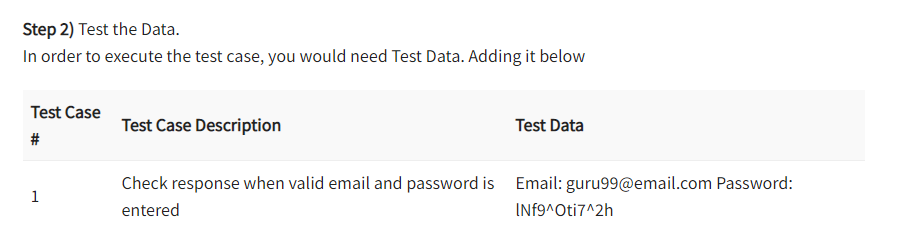 Step 2) Test the Data.
In order to execute the test case, you would need Test Data. Adding it below
Test Case #
Test Case Description
Test Data
1
Check response when valid email and password is
entered
Email: guru99@email.com Password:
lNf9^Oti7^2h